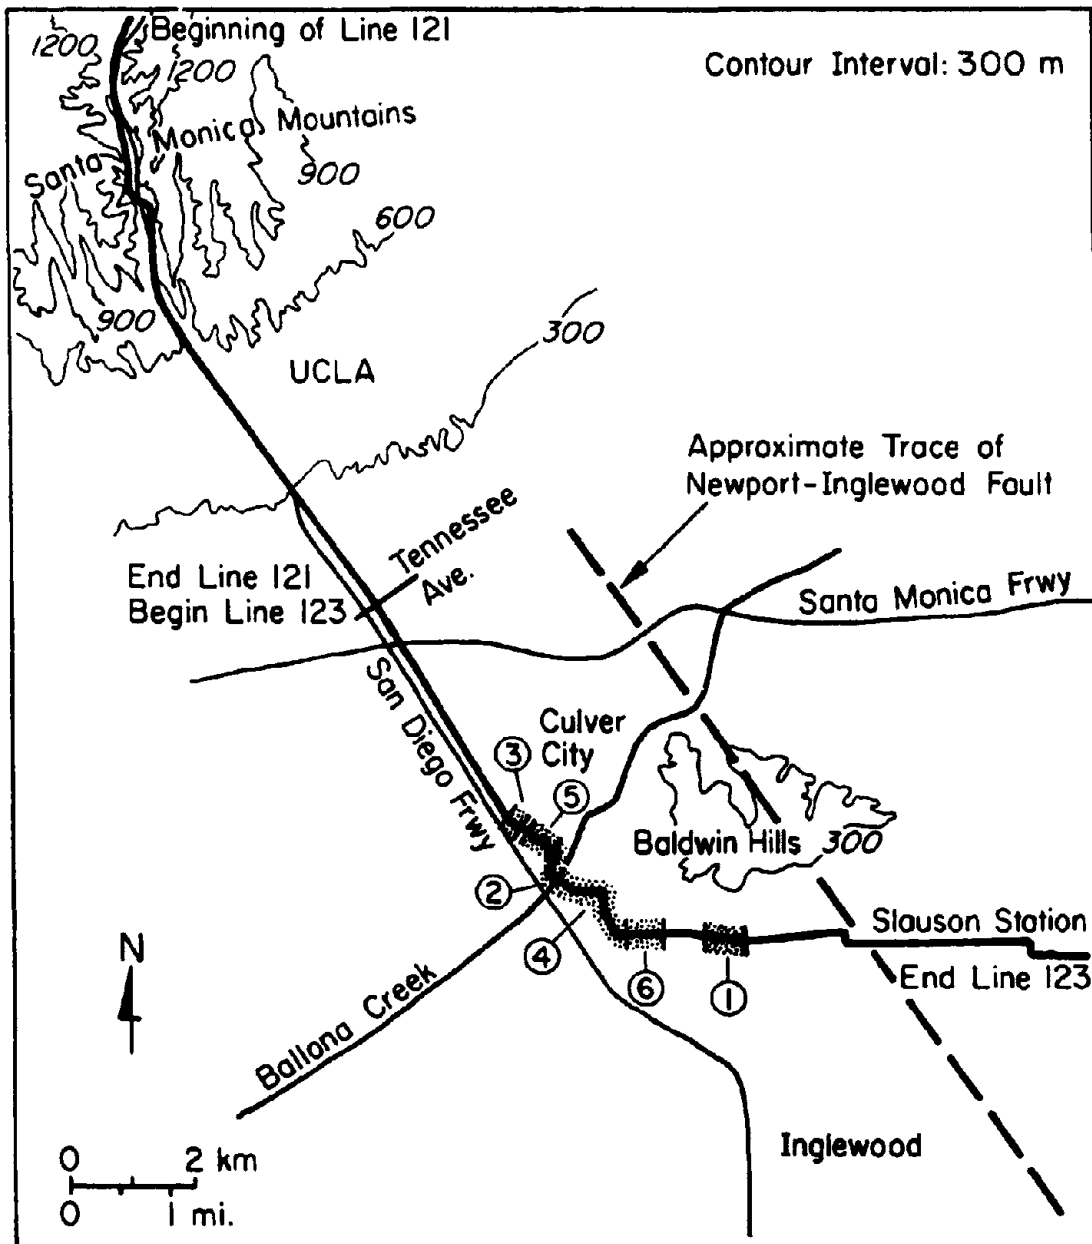 Beginning of Line 121
1200
1200
Contour Interval: 300 m
Santa Monica Mountains
900
600
900
300
UCLA
Approximate Trace of
Newport-Inglewood Fault
Tennessee
Ave.
End Line 121
Begin Line 123
Santa Monica Frwy
San Diego Frwy
Culver
City
3
5
Baldwin Hills
300
2
Slauson Station
4
6
1
End Line 123
N
Ballona Creek
Inglewood
0 2 km
0 1 mi.